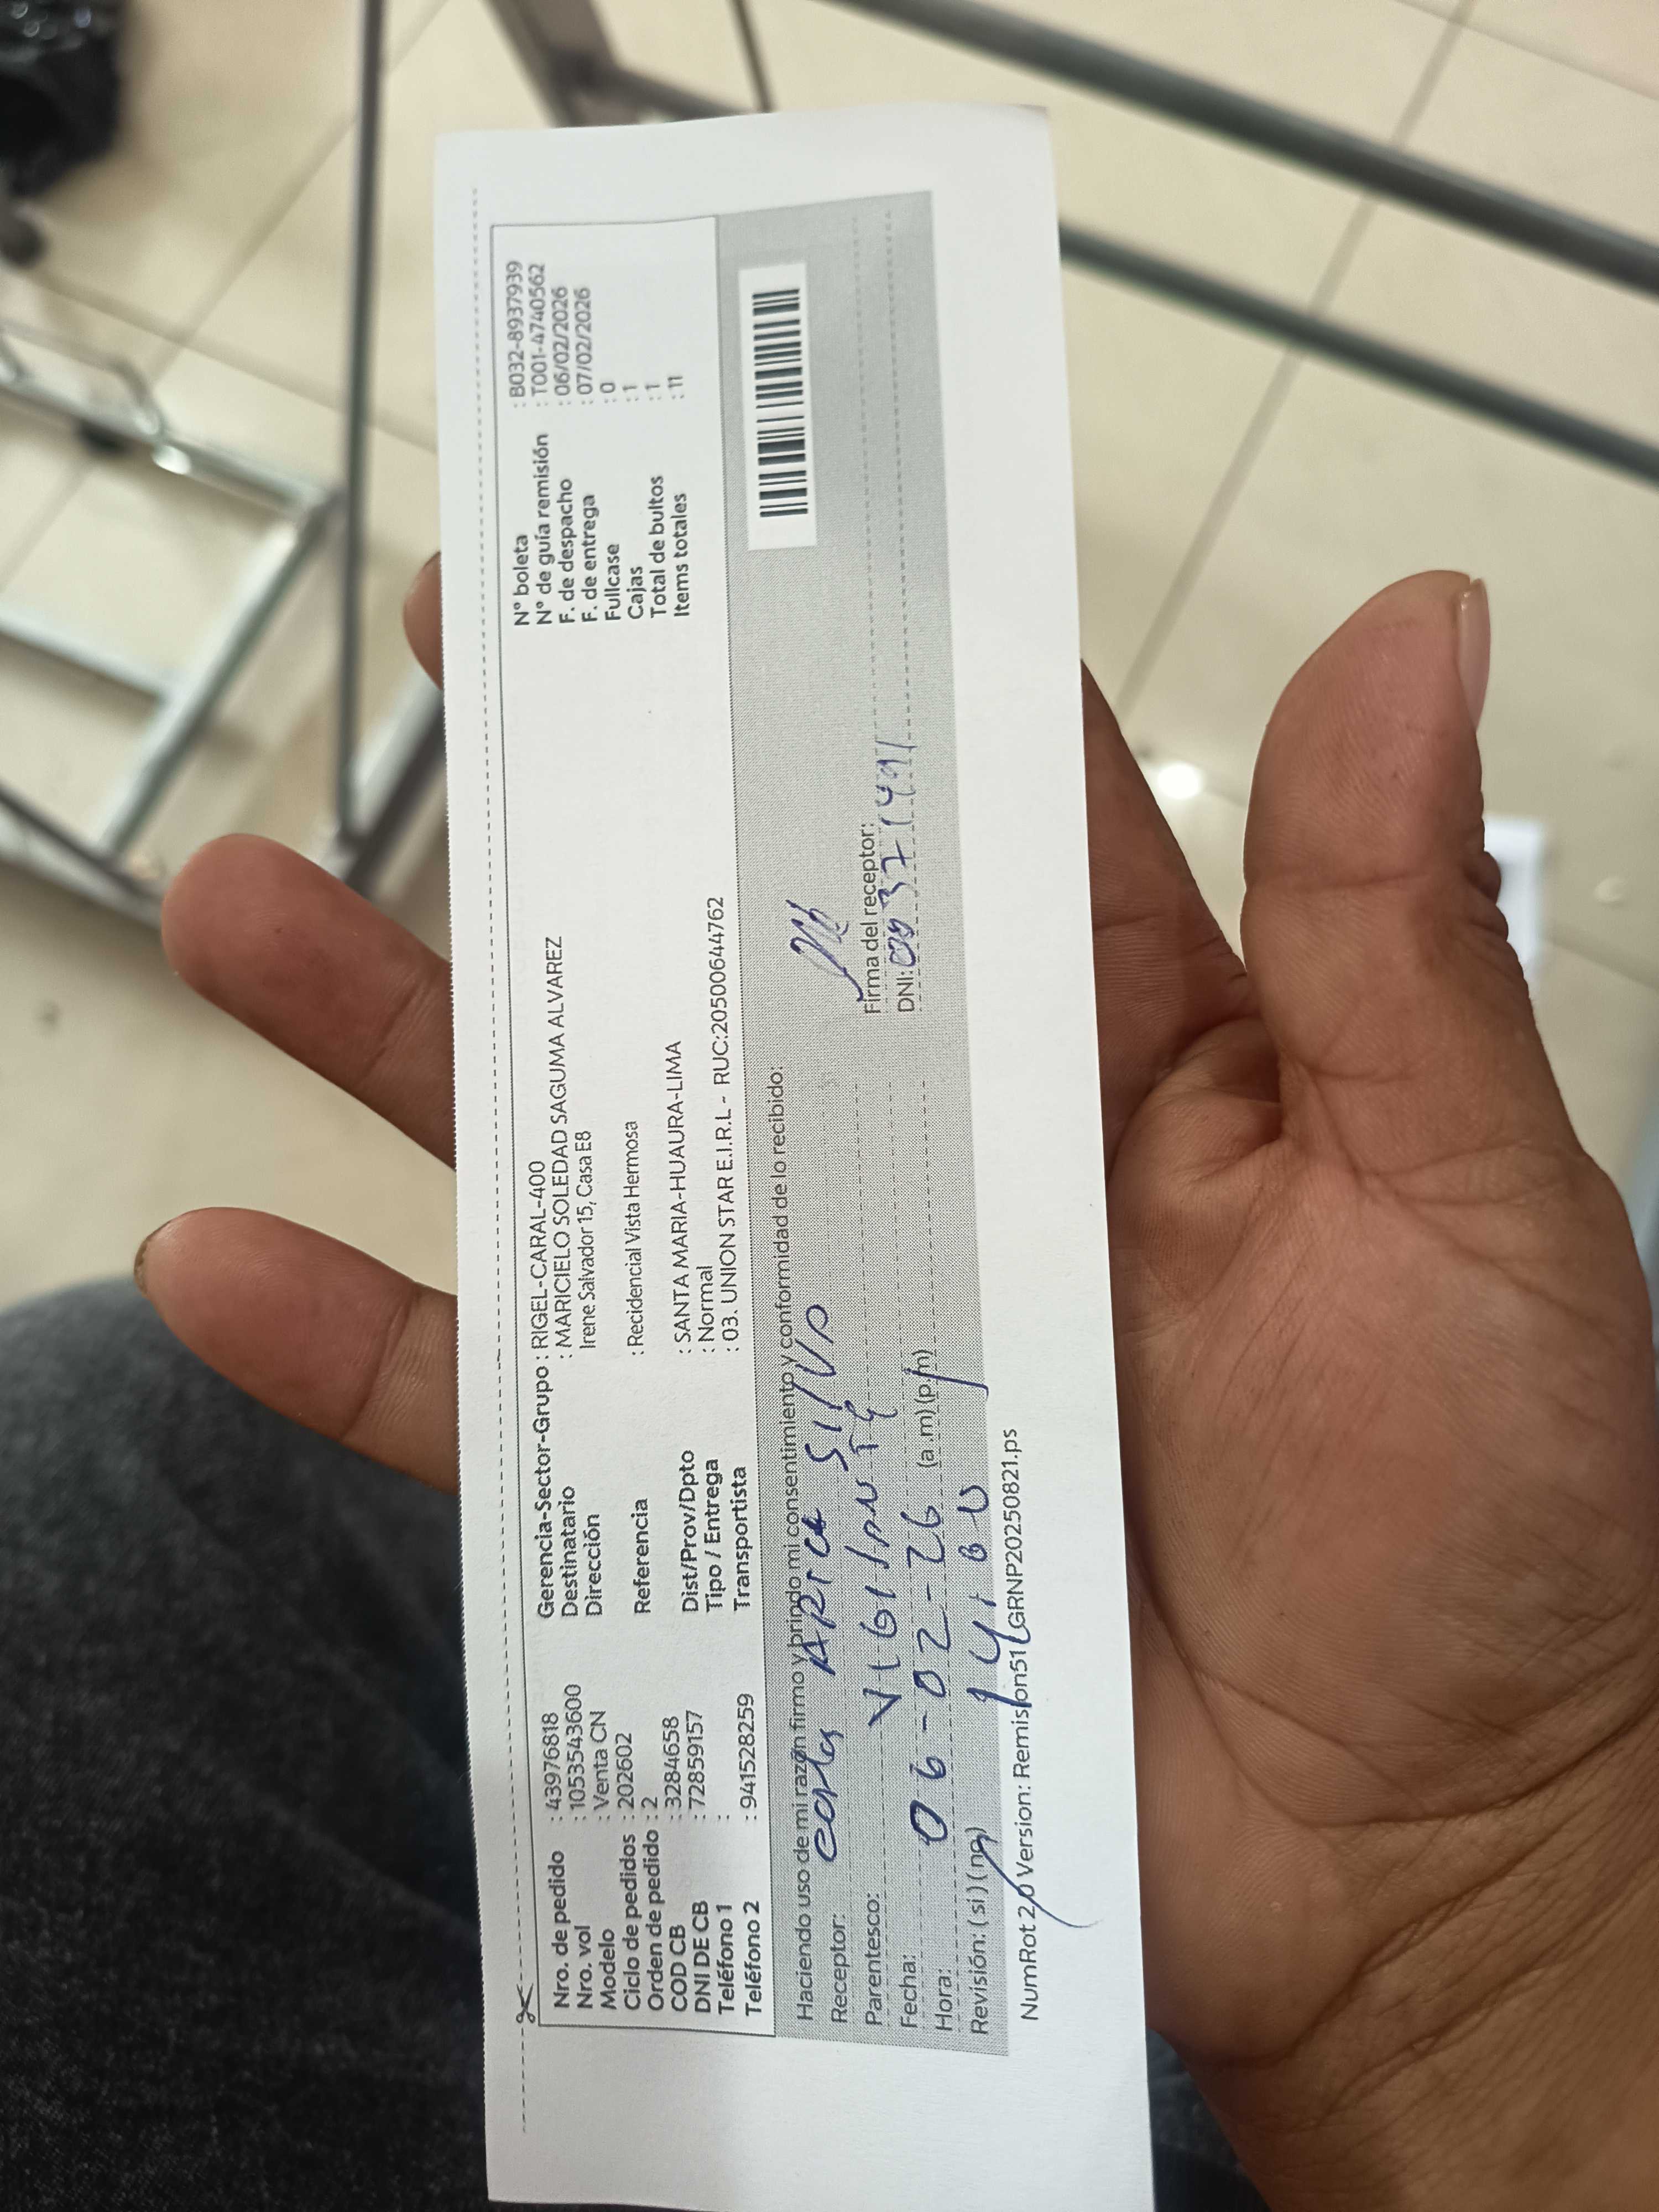 Nro. de pedido : 43976818
Nro. vol : 1053543600
Modelo : Venta CN
Ciclo de pedidos : 202602
Orden de pedido : 2
COD CB : 3284658
DNI DE CB : 72859157
Teléfono 1 :
Teléfono 2 : 941528259
Gerencia-Sector-Grupo : RIGEL-CARAL-400
Destinatario : MARICIELO SOLEDAD SAGUMA ALVAREZ
Dirección Irene Salvador 15, Casa E8
Referencia : Recidencial Vista Hermosa
Dist/Prov/Dpto : SANTA MARIA-HUAURA-LIMA
Tipo / Entrega : Normal
Transportista : 03. UNION STAR E.I.R.L - RUC:20500644762
N° boleta : B032-8937939
N° de guía remisión : T001-4740562
F. de despacho : 06/02/2026
F. de entrega : 07/02/2026
Fullcase : 0
Cajas : 1
Total de bultos : 1
Items totales : 11
Haciendo uso de mi razón firmo y brindo mi consentimiento y conformidad de lo recibido:
Receptor: SILVA
Parentesco: VIGILANTE
Fecha: 06-02-26
Hora: (a.m) (p.m)
Revisión: (si) (no)
Firma del receptor:
DNI:
NumRot 2,0 Version: Remision51 GRNP20250821.ps